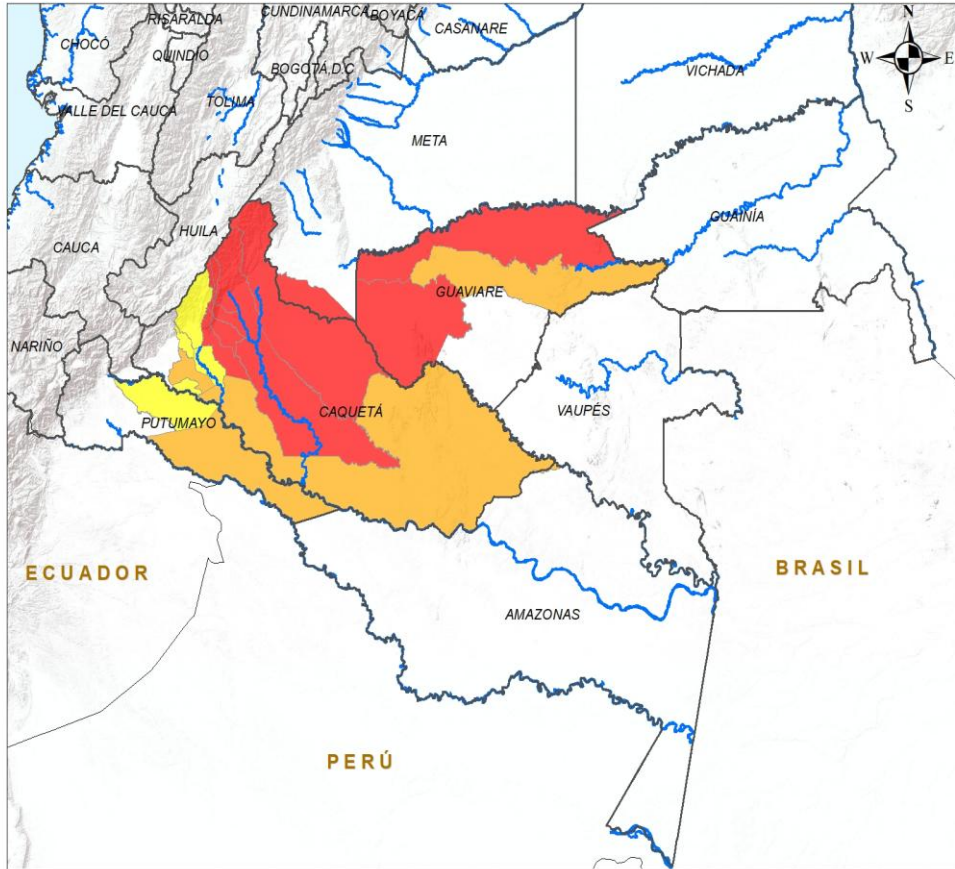 CUNDINAMARCA
BOYACÁ
RISARALDA
CASANARE
N
CHOCÓ
QUINDIO
BOGOTÁ, D.C
VICHADA
W
E
S
VALLE DEL CAUCA
TOLIMA
META
GUAINÍA
HUILA
CAUCA
GUAVIARE
NARIÑO
CAQUETÁ
VAUPÉS
PUTUMAYO
ECUADOR
BRASIL
AMAZONAS
PERÚ